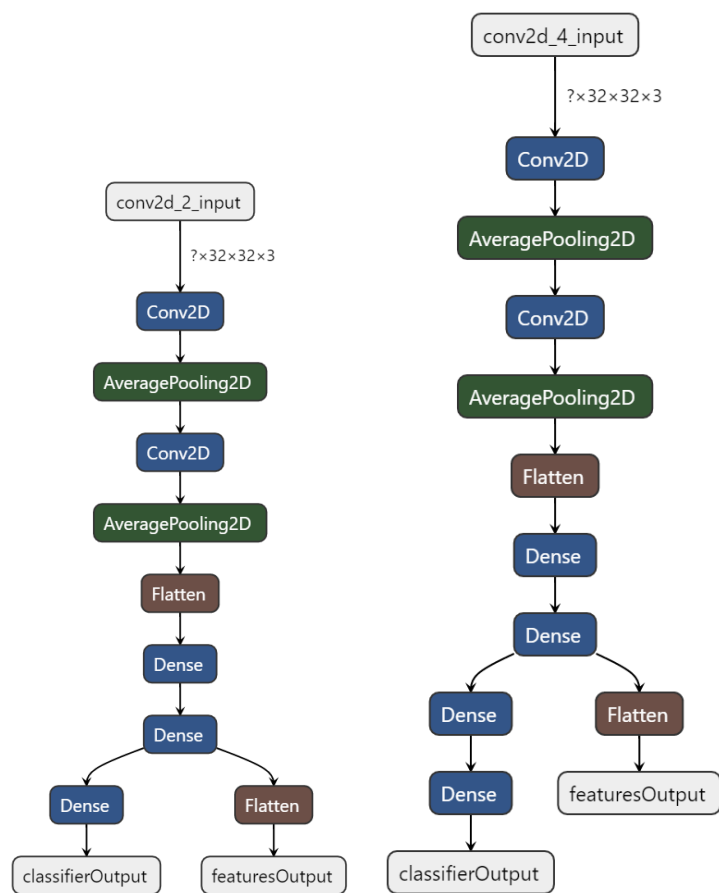 conv2d_2_input
?×32×32×3
Conv2D
AveragePooling2D
Conv2D
AveragePooling2D
Flatten
Dense
Dense
Dense
Flatten
classifierOutput
featuresOutput
conv2d_4_input
?×32×32×3
Conv2D
AveragePooling2D
Conv2D
AveragePooling2D
Flatten
Dense
Dense
Dense
Flatten
Dense
featuresOutput
classifierOutput